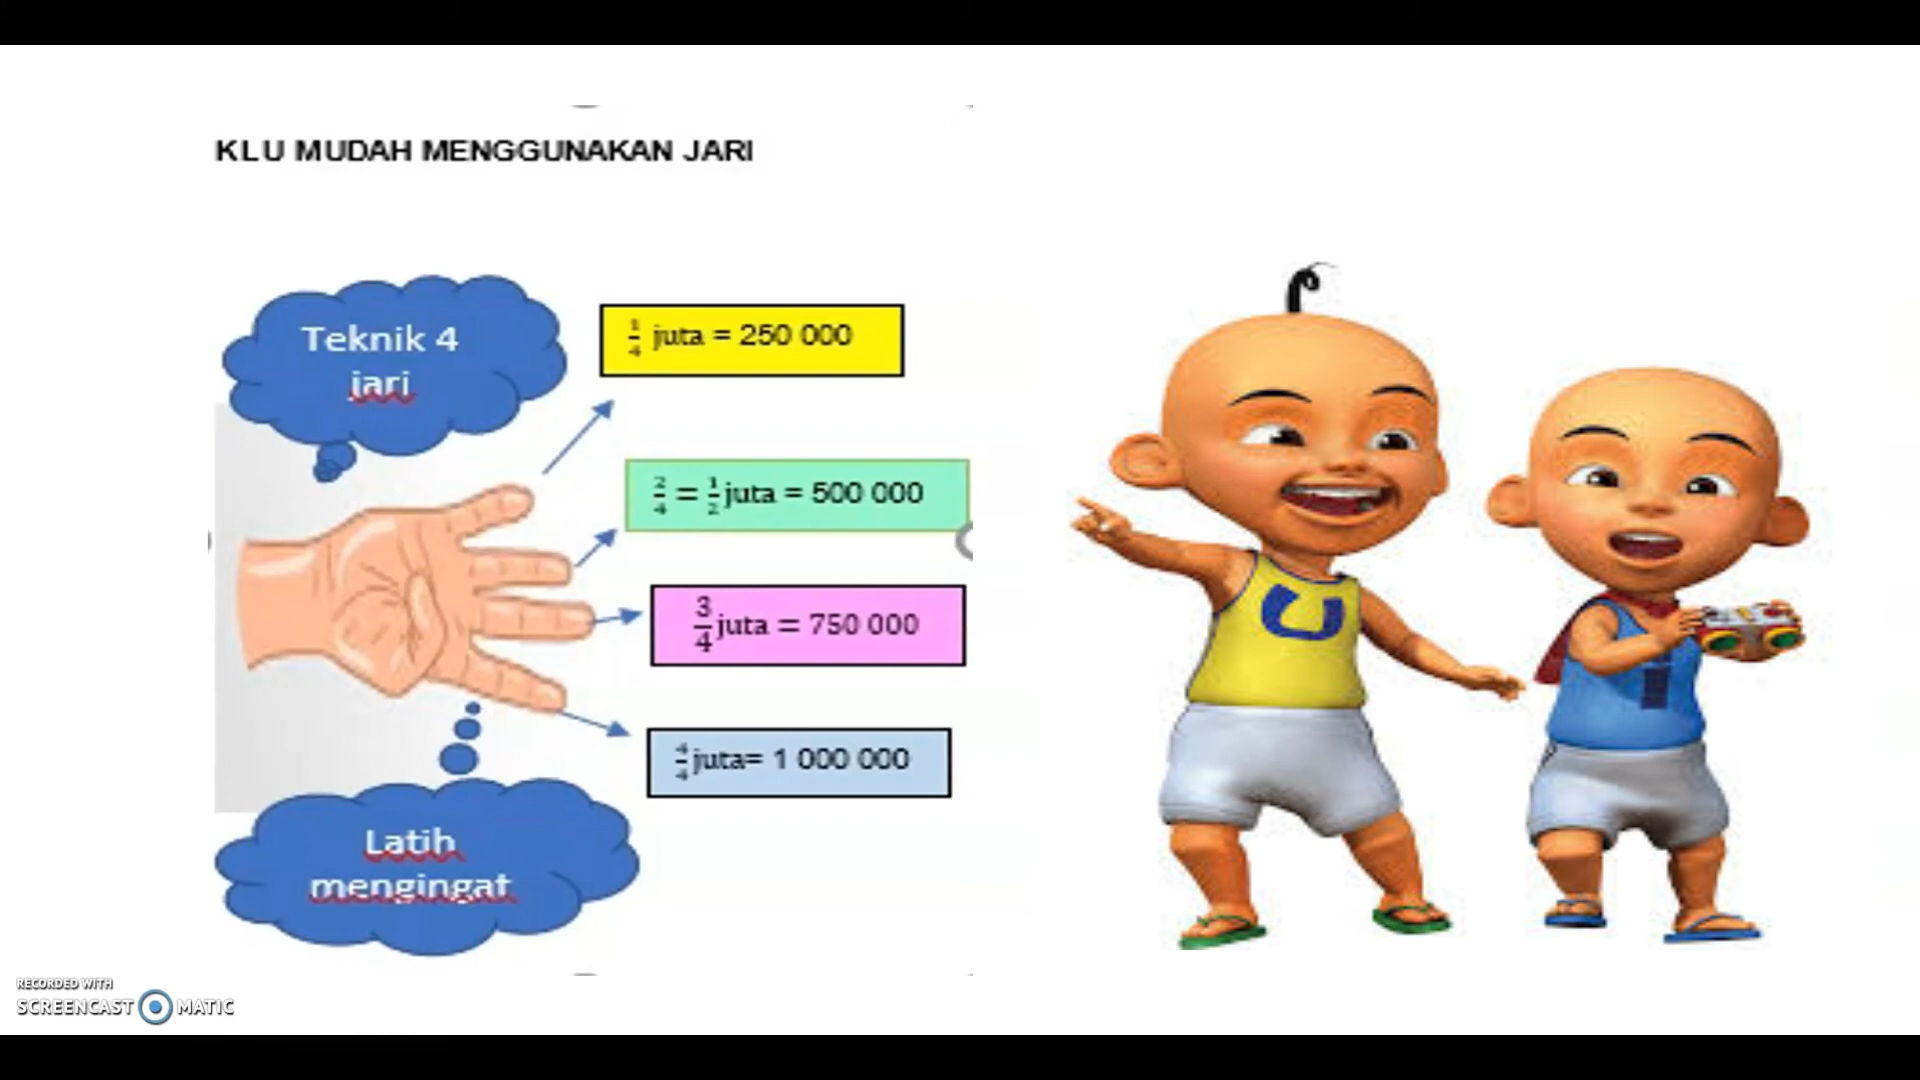 KLU MUDAH MENGGUNAKAN JARI
Teknik 4
jari
1/4 juta = 250 000
2/4 = 1/2 juta = 500 000
3/4 juta = 750 000
4/4 juta= 1 000 000
Latih
mengingat
U
i
RECORDED WITH
SCREENCAST MATIC